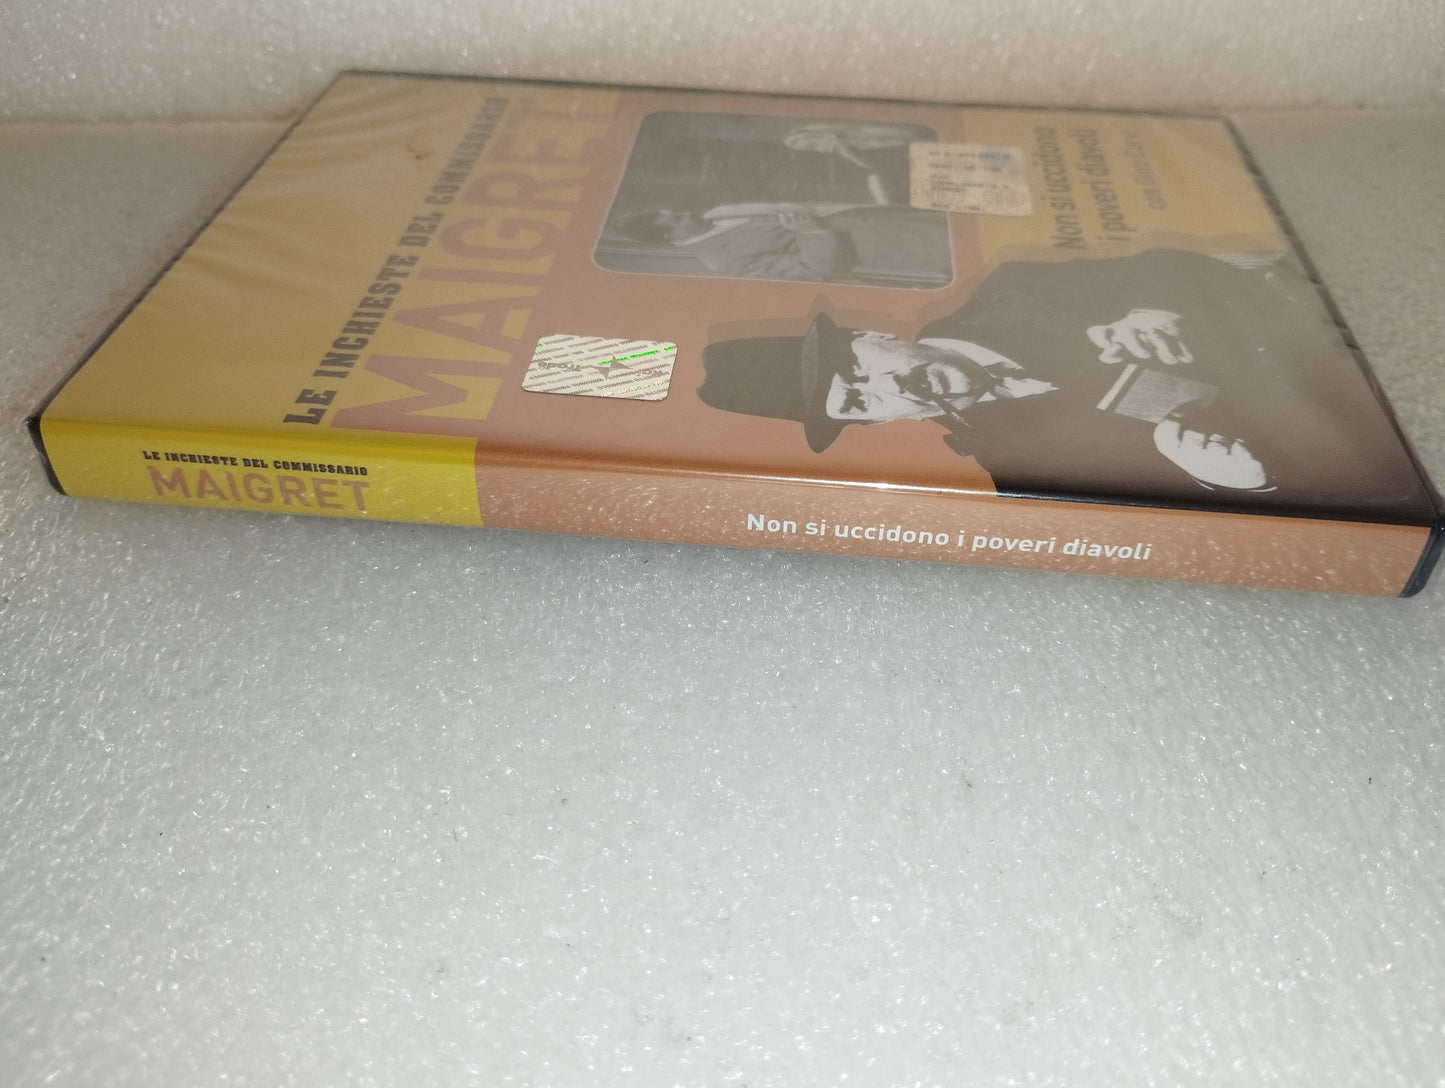 LE INCHIESTE DEL COMMISSARIO
MAIGRET
Non si uccidono
i poveri diavoli
LE INCHIESTE DEL COMMISSARIO
MAIGRET
Non si uccidono i poveri diavoli